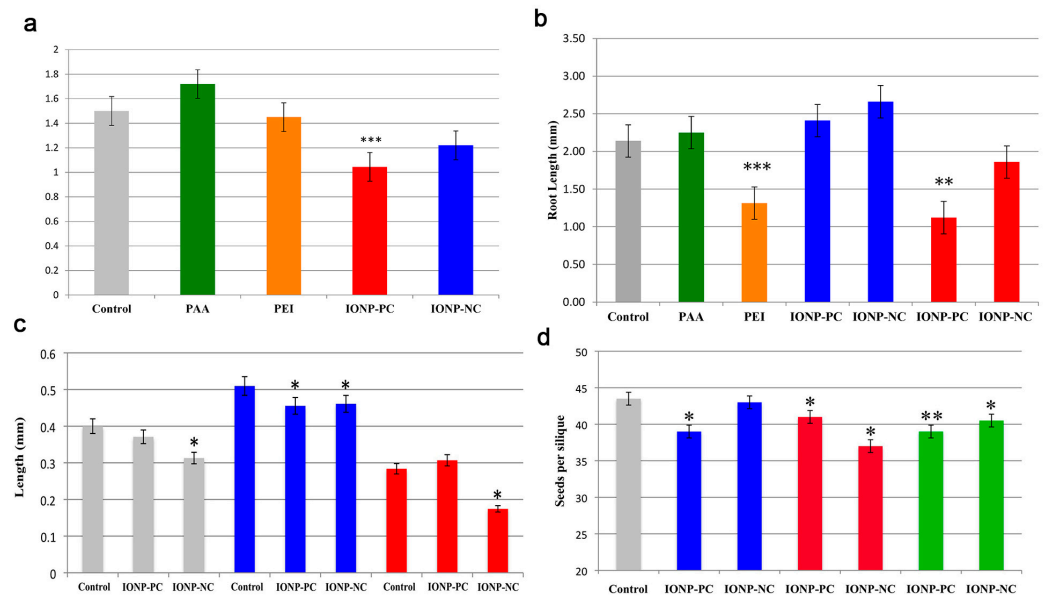 a
2
1.8
1.6
1.4
1.2
1
0.8
0.6
0.4
0.2
0
***
Control PAA PEI IONP-PC IONP-NC
b
Root Length (mm)
3.50
3.00
2.50
2.00
1.50
1.00
0.50
0.00
*** **
Control PAA PEI IONP-PC IONP-NC IONP-PC IONP-NC
c
Length (mm)
0.6
0.5
0.4
0.3
0.2
0.1
0
* * * *
Control IONP-PC IONP-NC Control IONP-PC IONP-NC Control IONP-PC IONP-NC
d
Seeds per silique
50
45
40
35
30
25
20
* * * ** *
Control IONP-PC IONP-NC IONP-PC IONP-NC IONP-PC IONP-NC